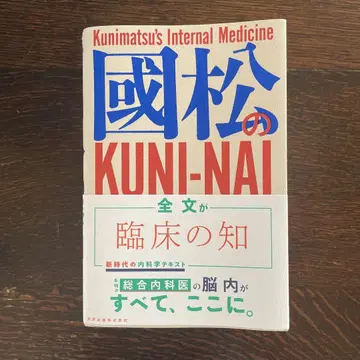 Kunimatsu's Internal Medicine
國松の
KUNI-NAI
全文が
臨床の知
新時代の内科学テキスト
総合内科医の脳内が
すべて、ここに。